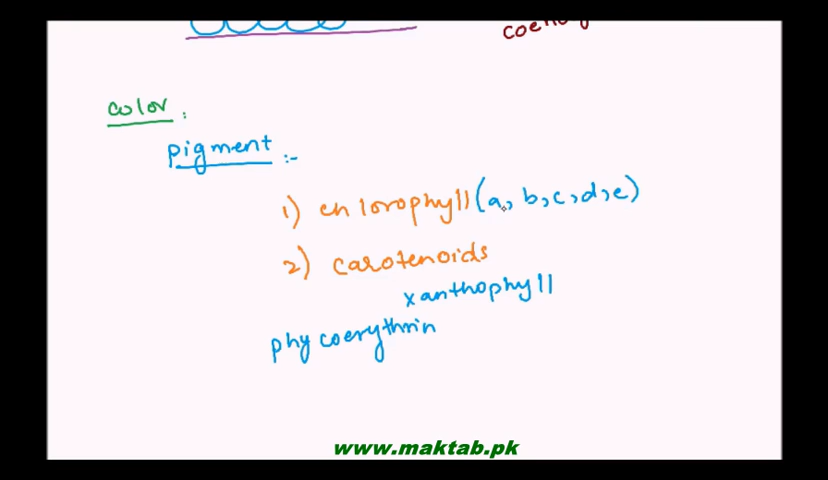 color :
pigment :-
1) chlorophyll (a, b, c, d, e)
2) carotenoids
xanthophyll
phycoerythrin
www.maktab.pk